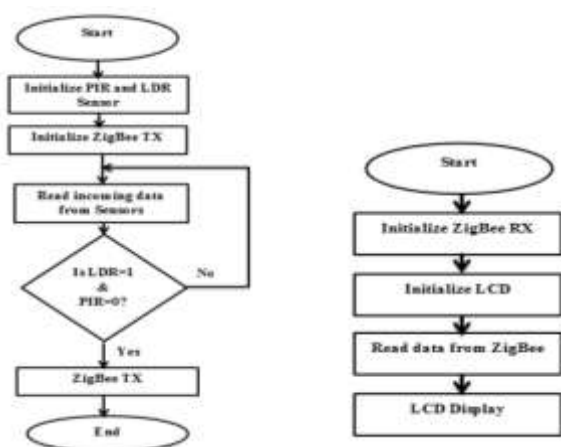 Start
Initialize PIR and LDR
Sensor
Initialize ZigBee TX
Read incoming data
from Sensors
Is LDR=1
&
PIR=0?
No
Yes
ZigBee TX
End
Start
Initialize ZigBee RX
Initialize LCD
Read data from ZigBee
LCD Display